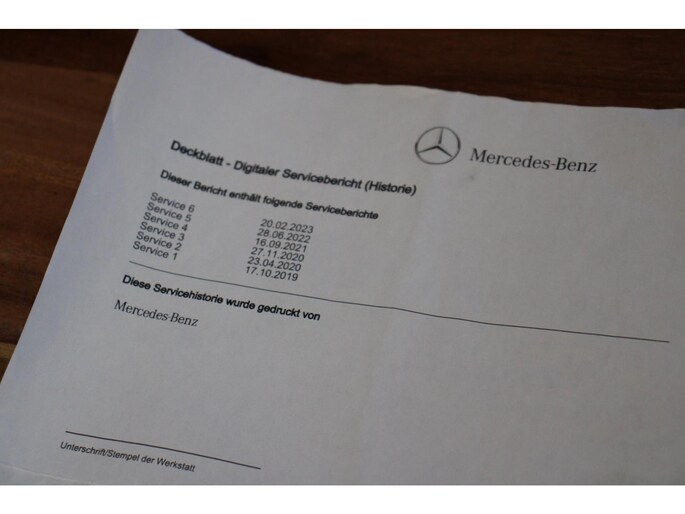 Mercedes-Benz
Deckblatt - Digitaler Servicebericht (Historie)
Dieser Bericht enthält folgende Serviceberichte
Service 6 20.02.2023
Service 5 28.06.2022
Service 4 16.09.2021
Service 3 27.11.2020
Service 2 23.04.2020
Service 1 17.10.2019
Diese Servicehistorie wurde gedruckt von
Mercedes-Benz
Unterschrift/Stempel der Werkstatt